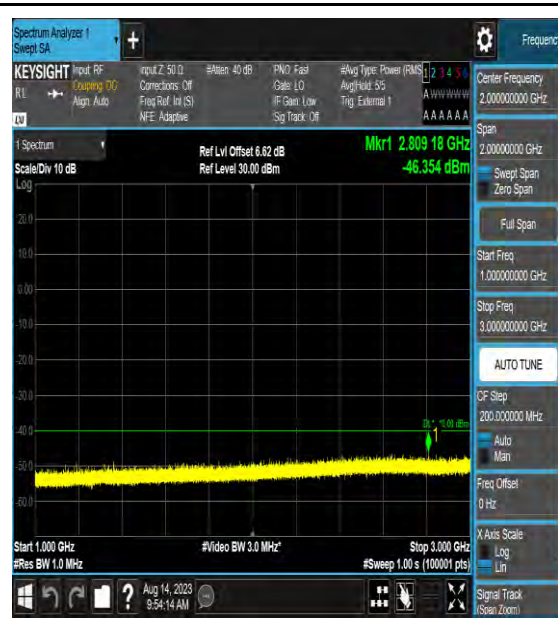 Spectrum Analyzer 1
Swept SA
+
Frequenc
KEYSIGHT
RL
LV
Input: RF
Coupling: DC
Align: Auto
Input Z: 50 Ω
Corrections: Off
Freq Ref: Int (S)
NFE: Adaptive
#Atten: 40 dB
PNO: Fast
Gate: LO
IF Gain: Low
Sig Track: Off
#Avg Type: Power (RMS
Avg|Hold: 5/5
Trig: External 1
1 2 3 4 5 6
A W W W W W
A A A A A A
1 Spectrum
Scale/Div 10 dB
Ref Lvl Offset 6.62 dB
Ref Level 30.00 dBm
Mkr1 2.809 18 GHz
-46.354 dBm
Log
20.0
10.0
0.00
-10.0
-20.0
-30.0
-40.0
-50.0
-60.0
1
Start 1.000 GHz
#Res BW 1.0 MHz
#Video BW 3.0 MHz*
Stop 3.000 GHz
#Sweep 1.00 s (100001 pts)
?
Aug 14, 2023
9:54:14 AM
Center Frequency
2.000000000 GHz
Span
2.00000000 GHz
Swept Span
Zero Span
Full Span
Start Freq
1.000000000 GHz
Stop Freq
3.000000000 GHz
AUTO TUNE
CF Step
200.000000 MHz
Auto
Man
Freq Offset
0 Hz
X Axis Scale
Log
Lin
Signal Track
(Span Zoom)